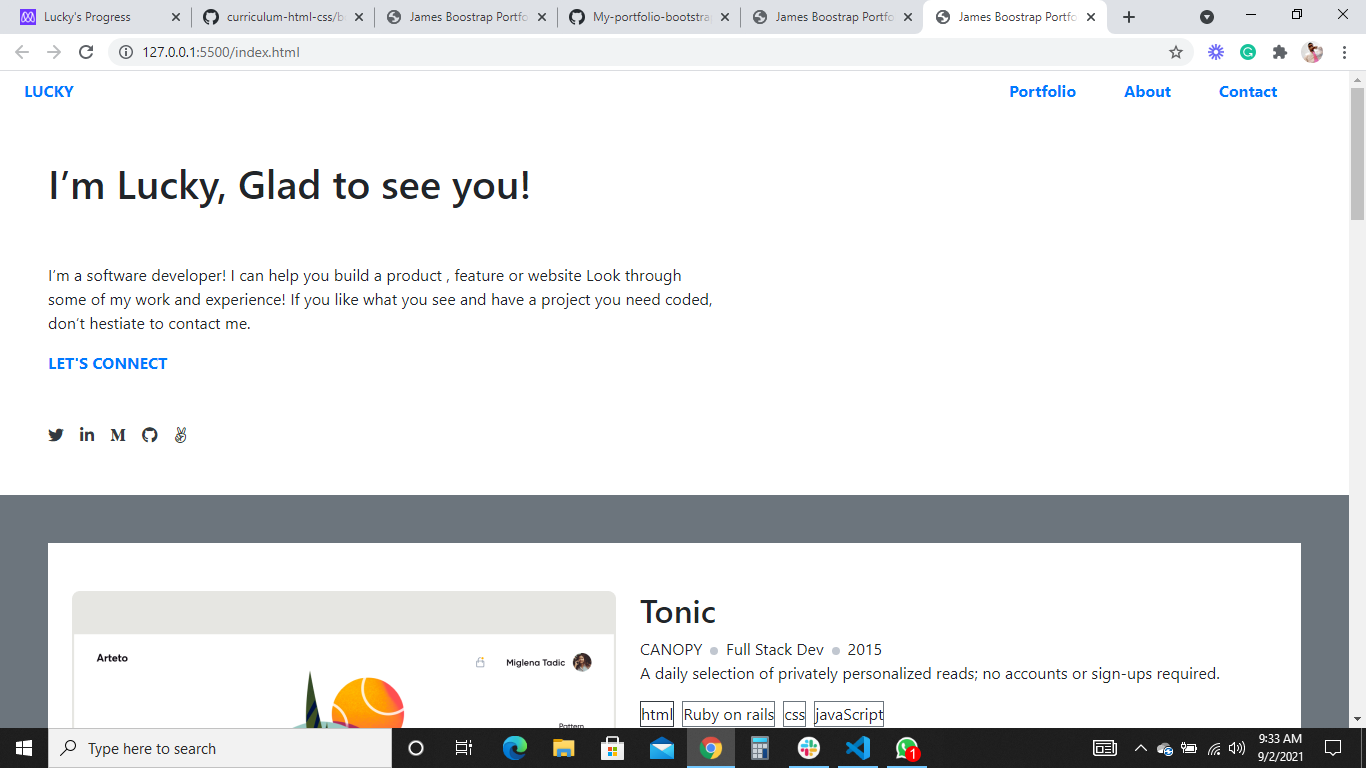 Lucky's Progress
curriculum-html-css/b
James Boostrap Portfo
My-portfolio-bootstra
James Boostrap Portfo
James Boostrap Portfo
127.0.0.1:5500/index.html
LUCKY
Portfolio About Contact
I’m Lucky, Glad to see you!
I’m a software developer! I can help you build a product , feature or website Look through
some of my work and experience! If you like what you see and have a project you need coded,
don’t hestiate to contact me.
LET'S CONNECT
Tonic
CANOPY Full Stack Dev 2015
A daily selection of privately personalized reads; no accounts or sign-ups required.
html Ruby on rails css javaScript
Arteto
Miglena Tadic
Pattern
Type here to search
1
9:33 AM
9/2/2021